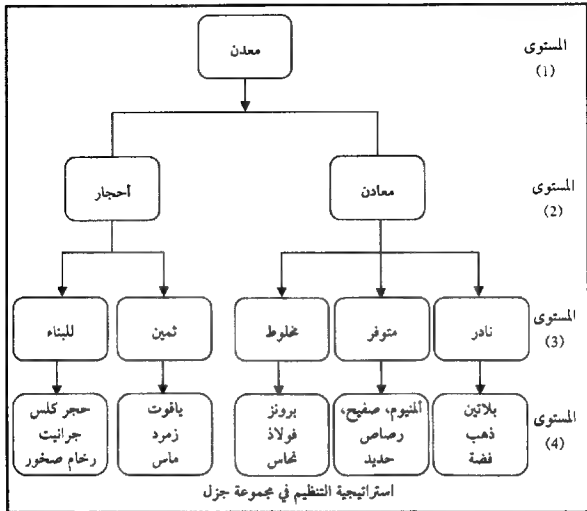 المستوى
(1)
معدن
المستوى
(2)
معادن
أحجار
المستوى
(3)
نادر
متوفر
مخلوط
ثمين
للبناء
المستوى
(4)
بلاتين
ذهب
فضة
ألمنيوم، صفيح،
رصاص
حديد
برونز
فولاذ
نحاس
ياقوت
زمرد
ماس
حجر كلس
جرانيت
رخام صخور
استراتيجية التنظيم في مجموعة جزل